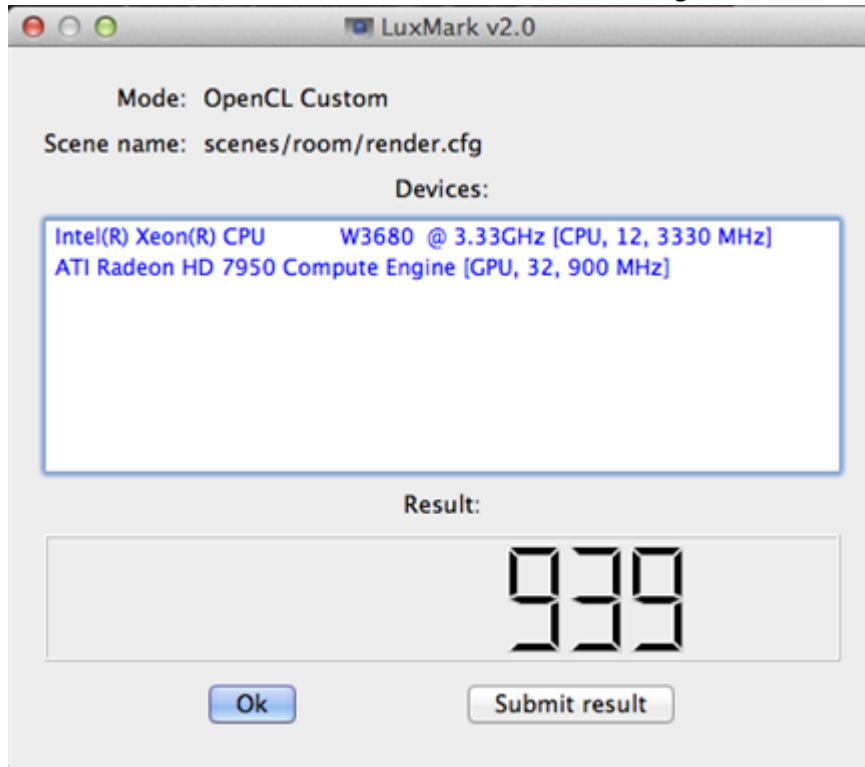 LuxMark v2.0
Mode: OpenCL Custom
Scene name: scenes/room/render.cfg
Devices:
Intel(R) Xeon(R) CPU W3680 @ 3.33GHz [CPU, 12, 3330 MHz]
ATI Radeon HD 7950 Compute Engine [GPU, 32, 900 MHz]
Result:
939
Ok Submit result